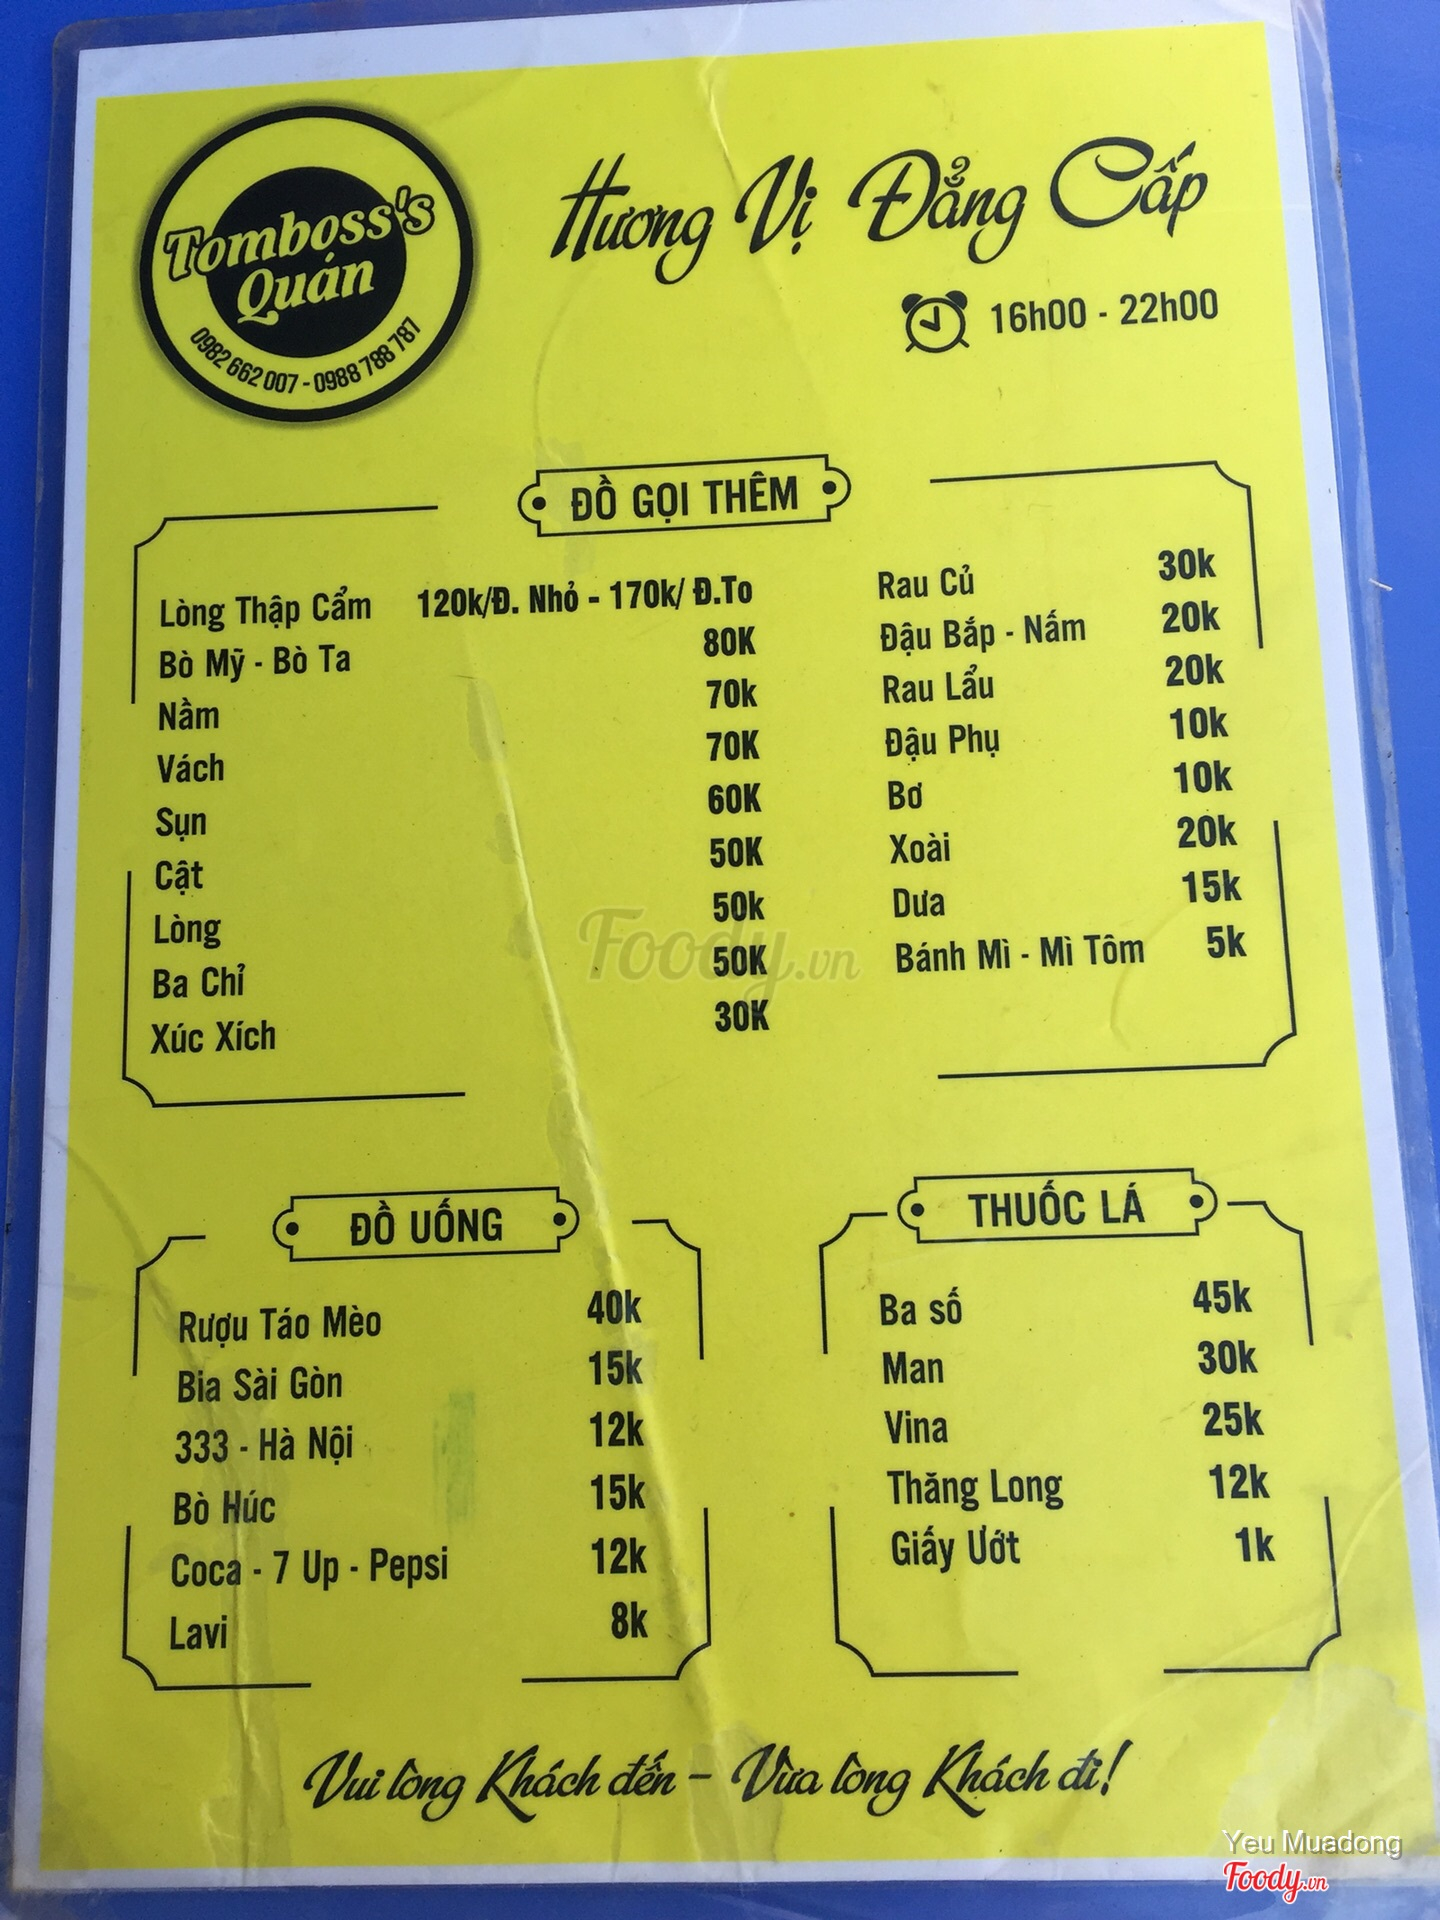 Tomboss's
Quán
0982 662 007 - 0988 788 787
Hương Vị Đẳng Cấp
16h00 - 22h00
ĐỒ GỌI THÊM
Lòng Thập Cẩm 120k/Đ. Nhỏ - 170k/ Đ.To
Bò Mỹ - Bò Ta 80K
Nầm 70k
Vách 70K
Sụn 60K
Cật 50K
Lòng 50k
Ba Chỉ 50K
Xúc Xích 30K
Rau Củ 30k
Đậu Bắp - Nấm 20k
Rau Lẩu 20k
Đậu Phụ 10k
Bơ 10k
Xoài 20k
Dưa 15k
Bánh Mì - Mì Tôm 5k
Foody.vn
ĐỒ UỐNG
Rượu Táo Mèo 40k
Bia Sài Gòn 15k
333 - Hà Nội 12k
Bò Húc 15k
Coca - 7 Up - Pepsi 12k
Lavi 8k
THUỐC LÁ
Ba số 45k
Man 30k
Vina 25k
Thăng Long 12k
Giấy Ướt 1k
Vui lòng Khách đến - Vừa lòng Khách đi!
Yeu Muadong
Foody.vn